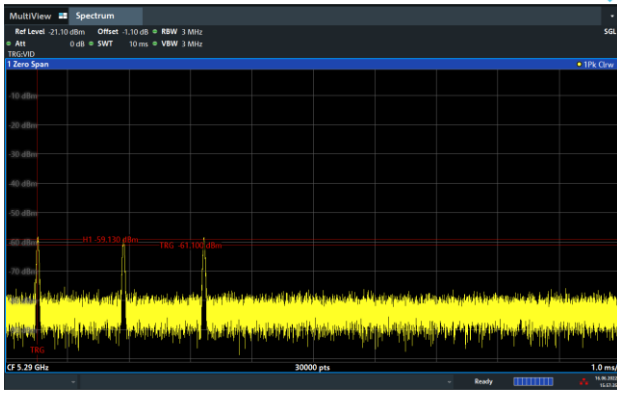 MultiView Spectrum
Ref Level -21,10 dBm Offset -1,10 dB RBW 3 MHz SGL
Att 0 dB SWT 10 ms VBW 3 MHz
TRG:VID
1 Zero Span 1Pk Clrw
-10 dBm
-20 dBm
-30 dBm
-40 dBm
-50 dBm
-60 dBm H1 -59,130 dBm TRG -61,100 dBm
-70 dBm
TRG
CF 5.29 GHz 30000 pts 1.0 ms/
Ready